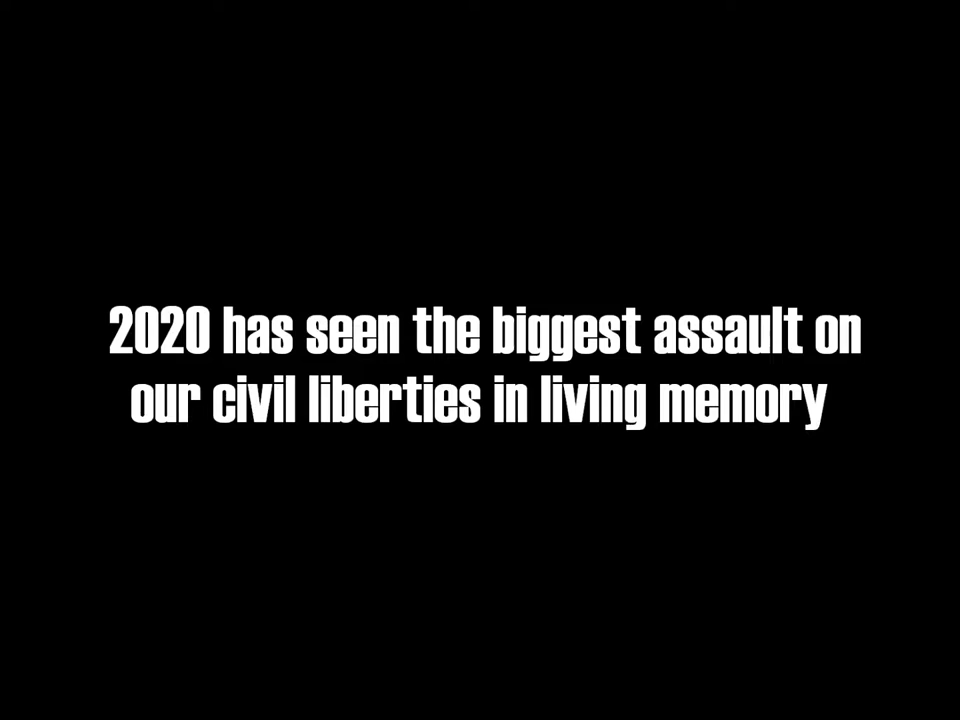 2020 has seen the biggest assault on
our civil liberties in living memory